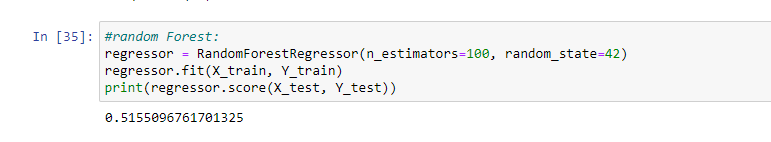 In [35]: #random Forest:
regressor = RandomForestRegressor(n_estimators=100, random_state=42)
regressor.fit(X_train, Y_train)
print(regressor.score(X_test, Y_test))
0.5155096761701325